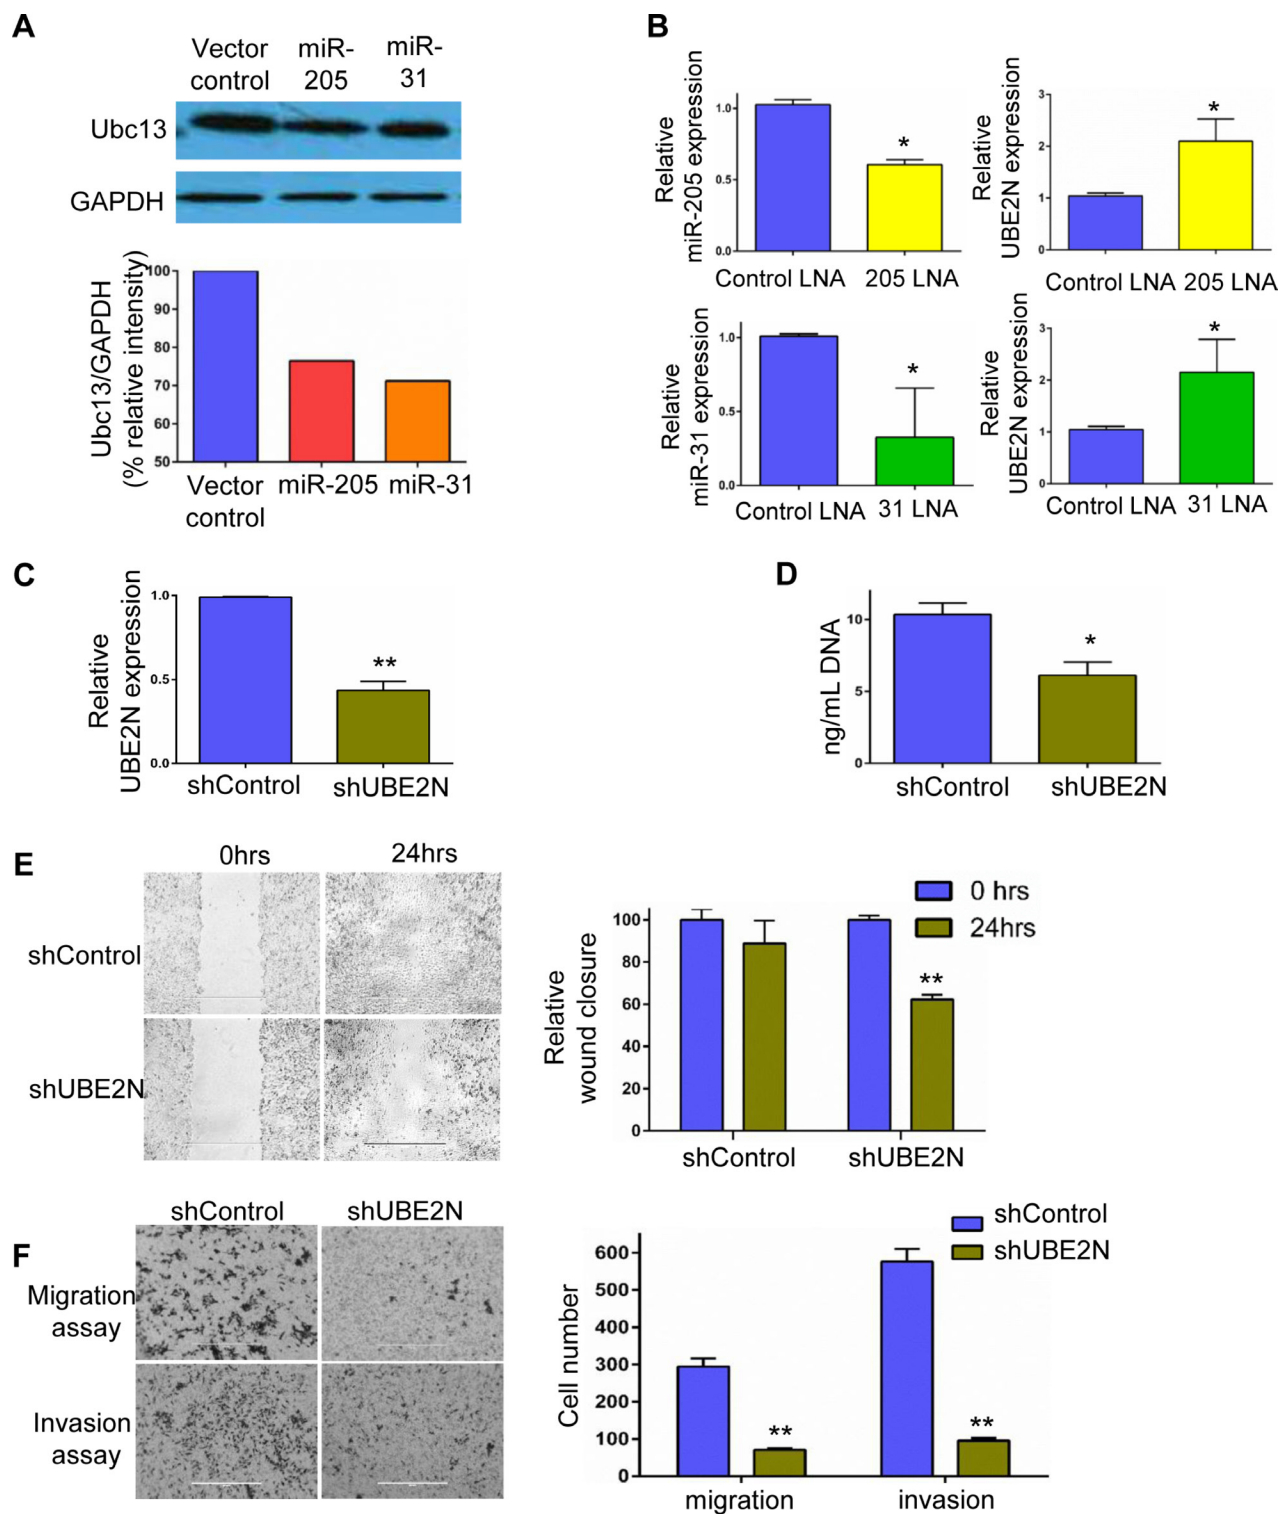 A
Vector control
miR-205
miR-31
Ubc13
GAPDH
Ubc13/GAPDH
(% relative intensity)
100
90
80
70
60
50
Vector control
miR-205
miR-31
B
Relative
miR-205 expression
1.0
0.5
0.0
*
Control LNA
205 LNA
Relative
UBE2N expression
3
2
1
0
*
Control LNA
205 LNA
Relative
miR-31 expression
1.0
0.5
0.0
*
Control LNA
31 LNA
Relative
UBE2N expression
3
2
1
0
*
Control LNA
31 LNA
C
Relative
UBE2N expression
1.0
0.5
0.0
**
shControl
shUBE2N
D
ng/mL DNA
10
5
0
*
shControl
shUBE2N
E
0hrs
24hrs
shControl
shUBE2N
Relative
wound closure
100
80
60
40
20
0
0 hrs
24hrs
**
shControl
shUBE2N
F
shControl
shUBE2N
Migration
assay
Invasion
assay
Cell number
600
500
400
300
200
100
0
shControl
shUBE2N
**
**
migration
invasion